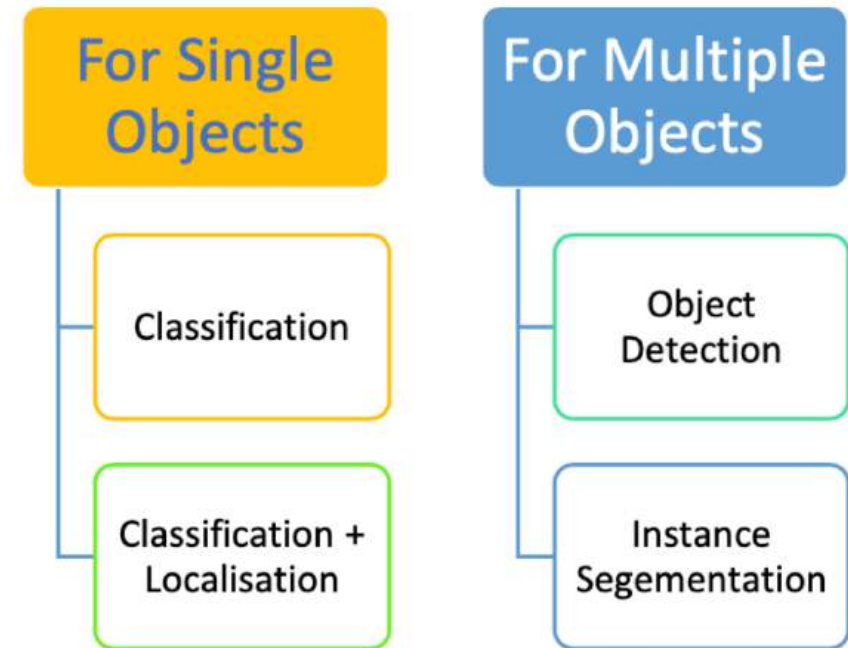 For Single
Objects
Classification
Classification +
Localisation
For Multiple
Objects
Object
Detection
Instance
Segementation